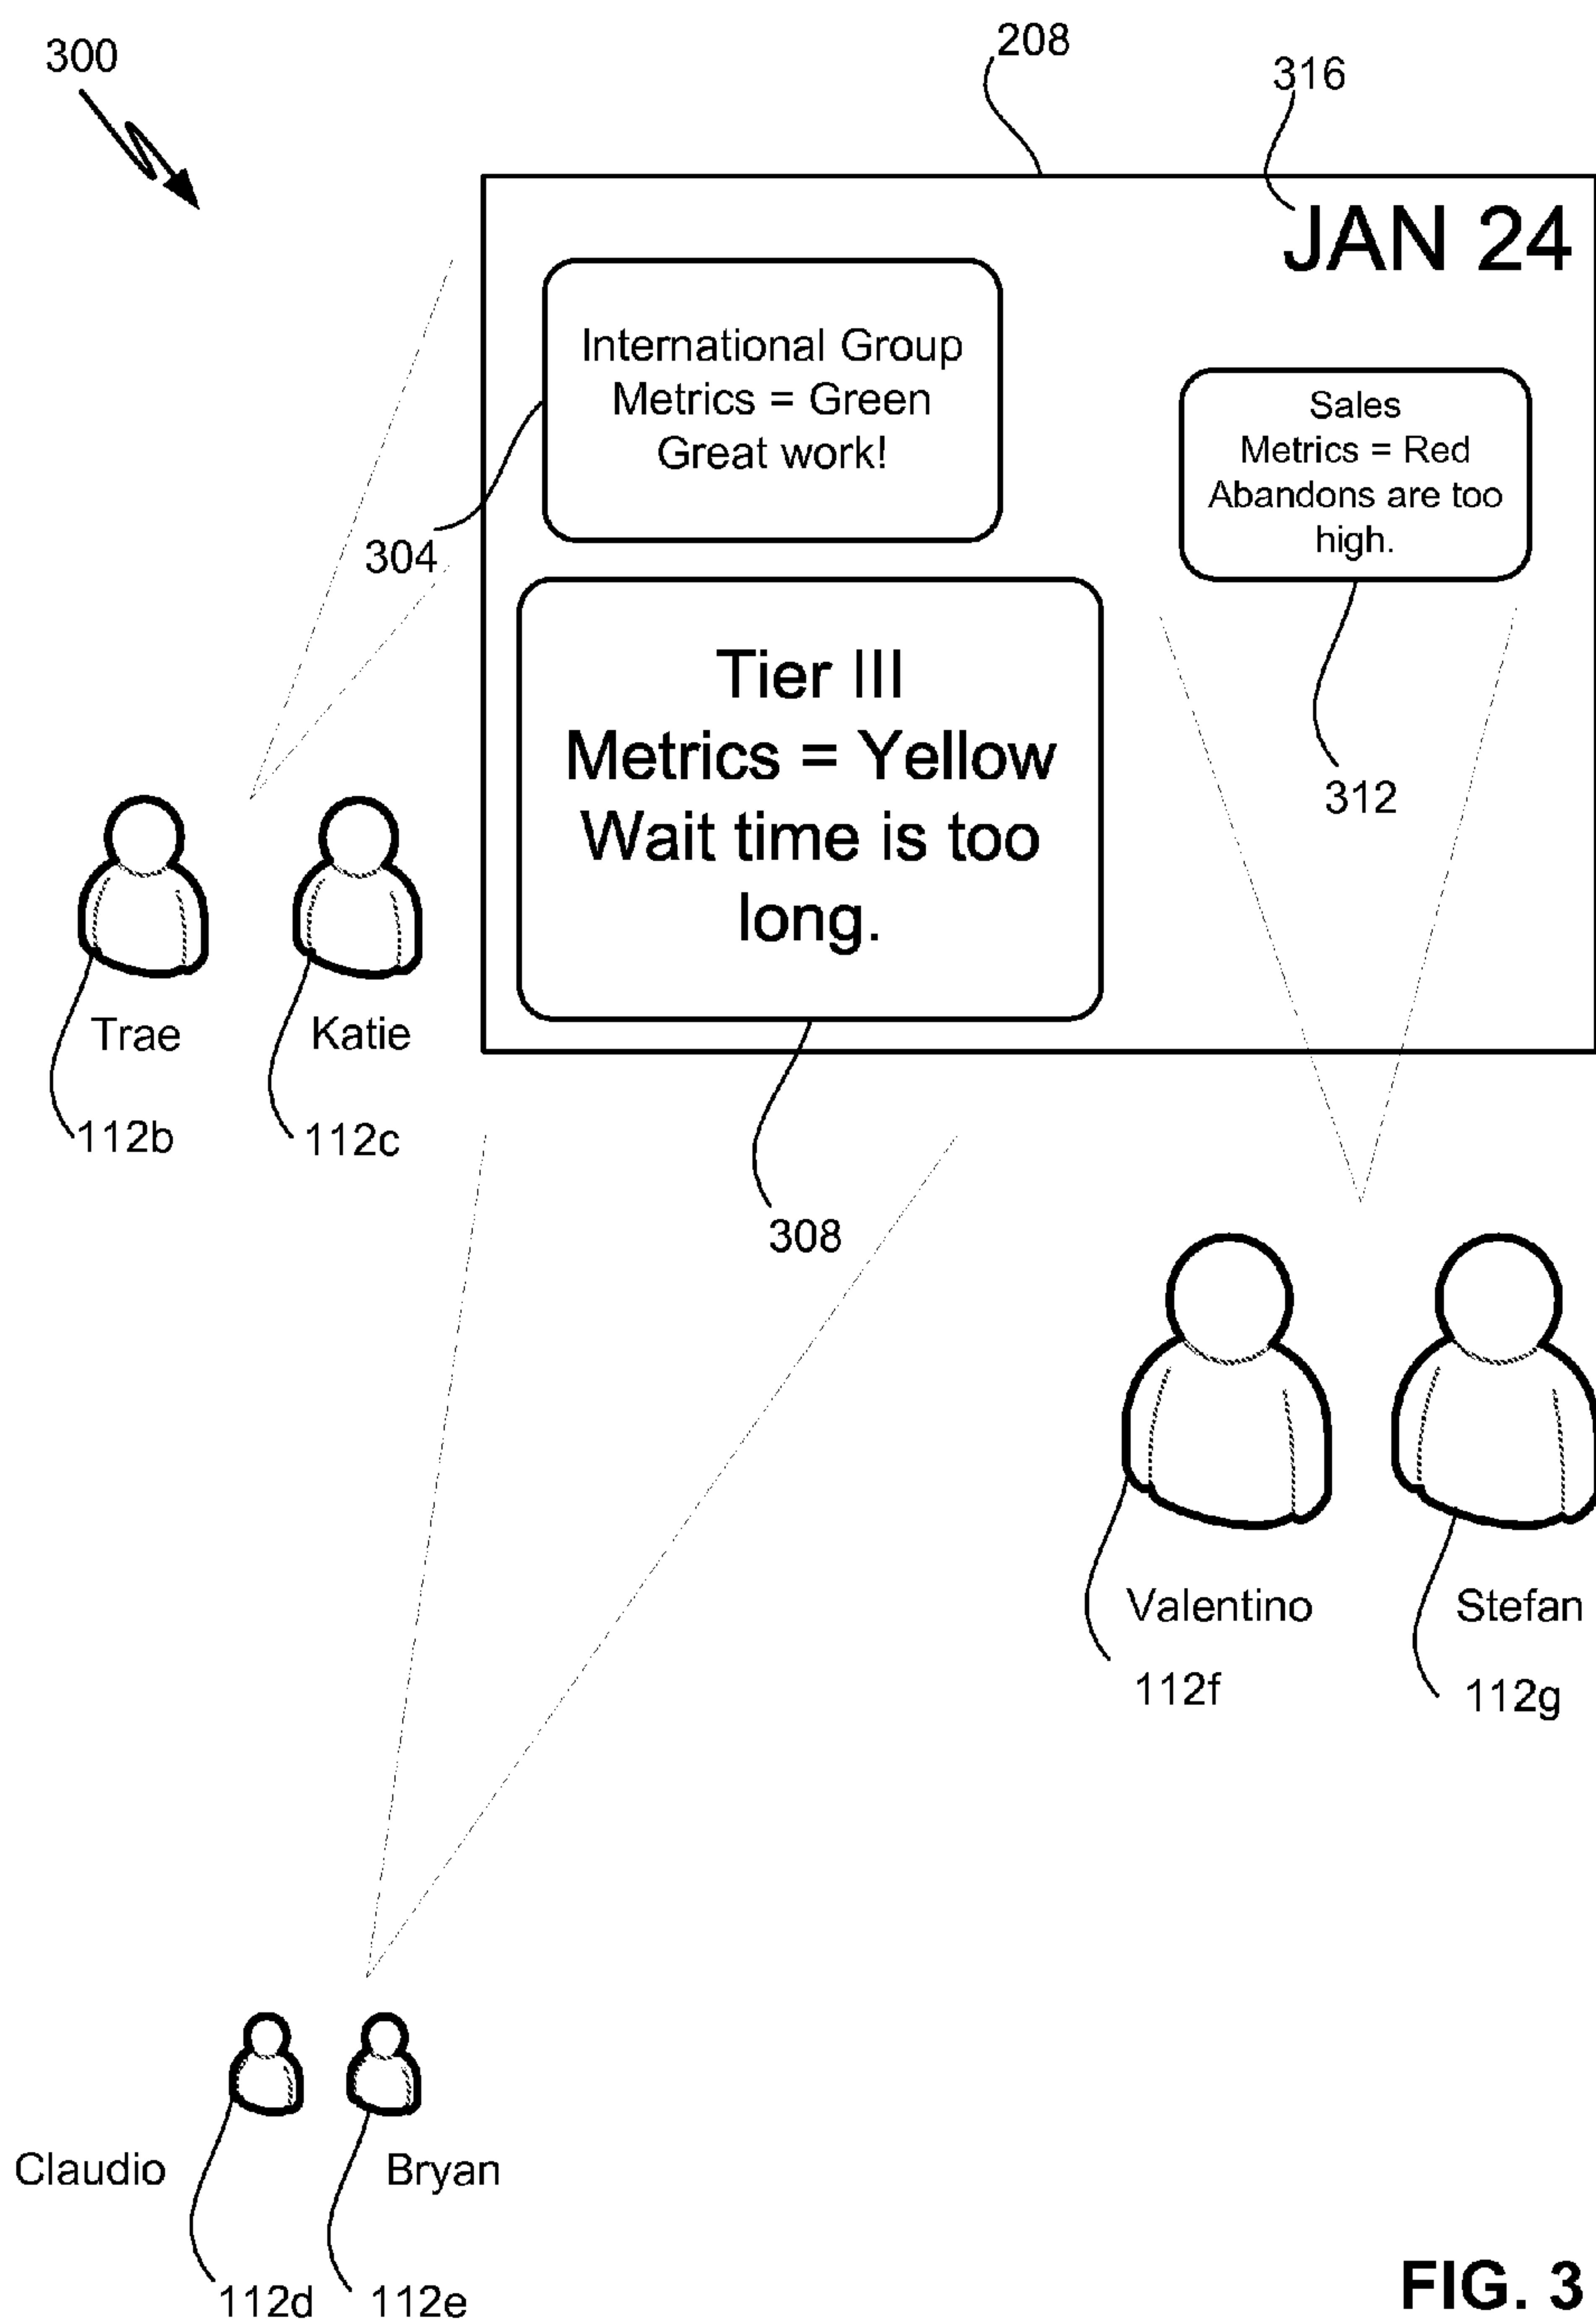 300
208
316
JAN 24
International Group
Metrics = Green
Great work!
304
Sales
Metrics = Red
Abandons are too
high.
312
Tier III
Metrics = Yellow
Wait time is too
long.
308
Trae
Katie
112b
112c
Valentino
Stefan
112f
112g
Claudio
Bryan
112d
112e
FIG. 3